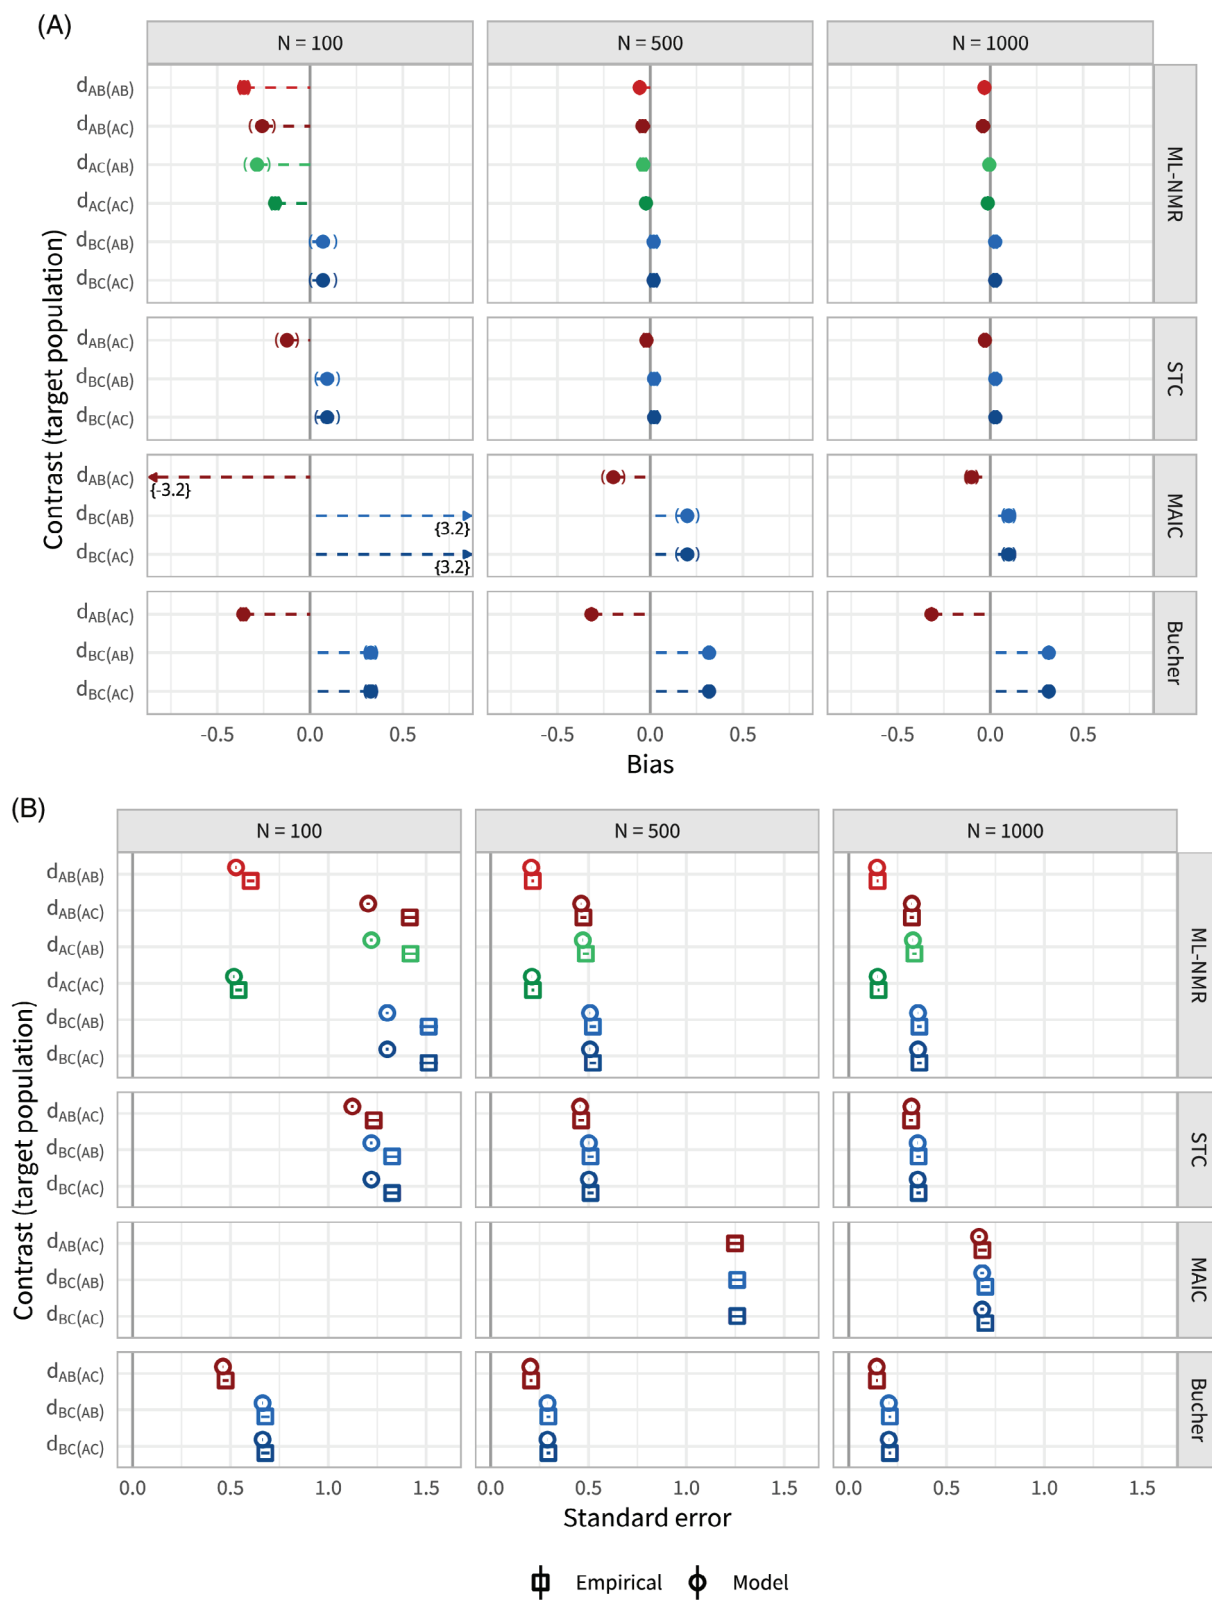 (A)
N = 100 N = 500 N = 1000
dAB(AB)
dAB(AC)
dAC(AB)
dAC(AC)
dBC(AB)
dBC(AC)
ML-NMR
dAB(AC)
dBC(AB)
dBC(AC)
STC
dAB(AC)
{-3.2}
dBC(AB)
{3.2}
dBC(AC)
{3.2}
MAIC
dAB(AC)
dBC(AB)
dBC(AC)
Bucher
Contrast (target population)
-0.5 0.0 0.5 -0.5 0.0 0.5 -0.5 0.0 0.5
Bias
(B)
N = 100 N = 500 N = 1000
dAB(AB)
dAB(AC)
dAC(AB)
dAC(AC)
dBC(AB)
dBC(AC)
ML-NMR
dAB(AC)
dBC(AB)
dBC(AC)
STC
dAB(AC)
dBC(AB)
dBC(AC)
MAIC
dAB(AC)
dBC(AB)
dBC(AC)
Bucher
Contrast (target population)
0.0 0.5 1.0 1.5 0.0 0.5 1.0 1.5 0.0 0.5 1.0 1.5
Standard error
Empirical Model